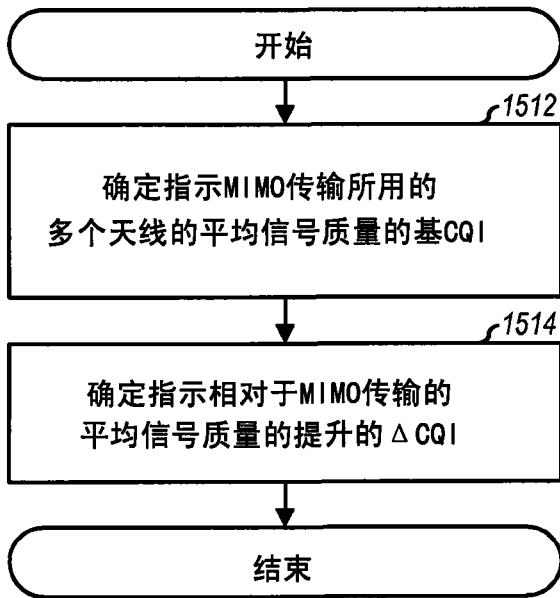 开始
1512
确定指示MIMO传输所用的
多个天线的平均信号质量的基CQI
1514
确定指示相对于MIMO传输的
平均信号质量的提升的ΔCQI
结束